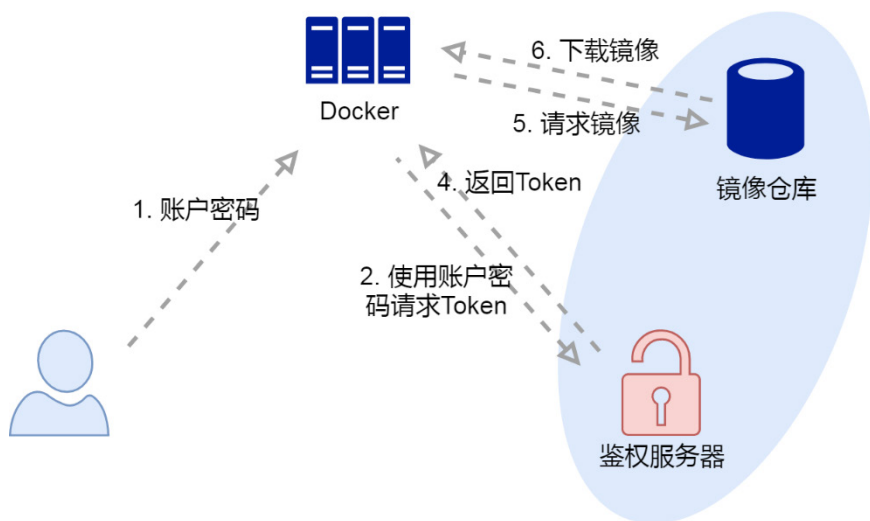 6. 下载镜像
Docker
5. 请求镜像
4. 返回Token
镜像仓库
1. 账户密码
2. 使用账户密
码请求Token
鉴权服务器